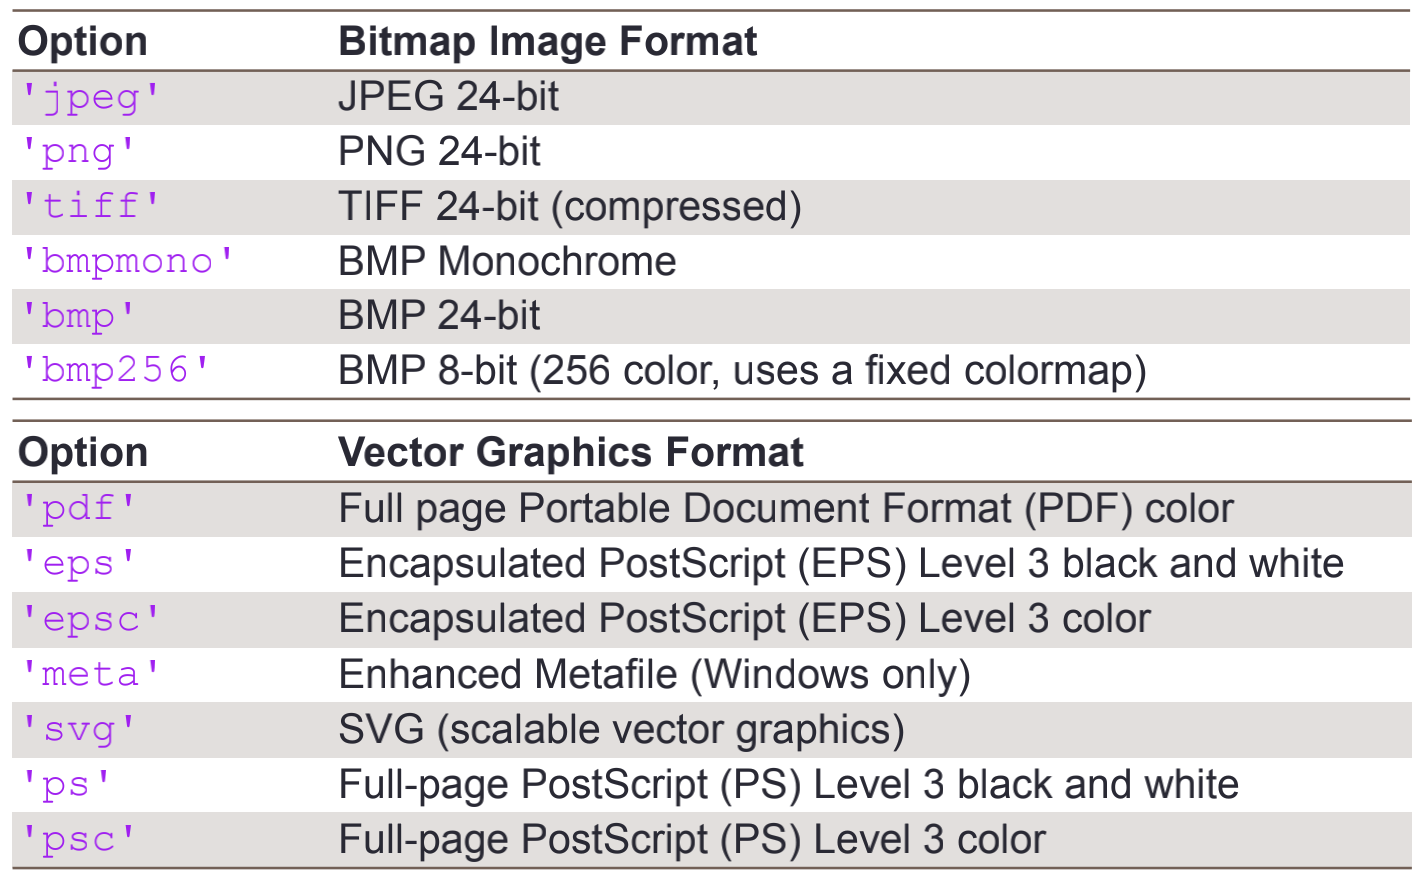 Option Bitmap Image Format
'jpeg' JPEG 24-bit
'png' PNG 24-bit
'tiff' TIFF 24-bit (compressed)
'bmpmono' BMP Monochrome
'bmp' BMP 24-bit
'bmp256' BMP 8-bit (256 color, uses a fixed colormap)
Option Vector Graphics Format
'pdf' Full page Portable Document Format (PDF) color
'eps' Encapsulated PostScript (EPS) Level 3 black and white
'epsc' Encapsulated PostScript (EPS) Level 3 color
'meta' Enhanced Metafile (Windows only)
'svg' SVG (scalable vector graphics)
'ps' Full-page PostScript (PS) Level 3 black and white
'psc' Full-page PostScript (PS) Level 3 color